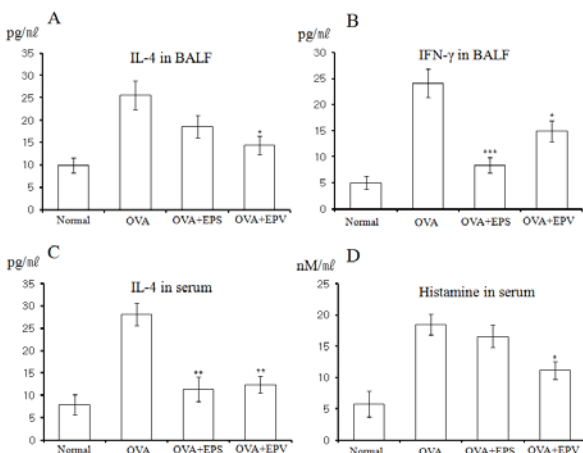 A
pg/㎖
IL-4 in BALF
35
30
25
20
15
10
5
0
Normal OVA OVA+EPS OVA+EPV
*
B
pg/㎖
IFN-γ in BALF
30
25
20
15
10
5
0
Normal OVA OVA+EPS OVA+EPV
***
*
C
pg/㎖
IL-4 in serum
35
30
25
20
15
10
5
0
Normal OVA OVA+EPS OVA+EPV
**
**
D
nM/㎖
Histamine in serum
25
20
15
10
5
0
Normal OVA OVA+EPS OVA+EPV
*